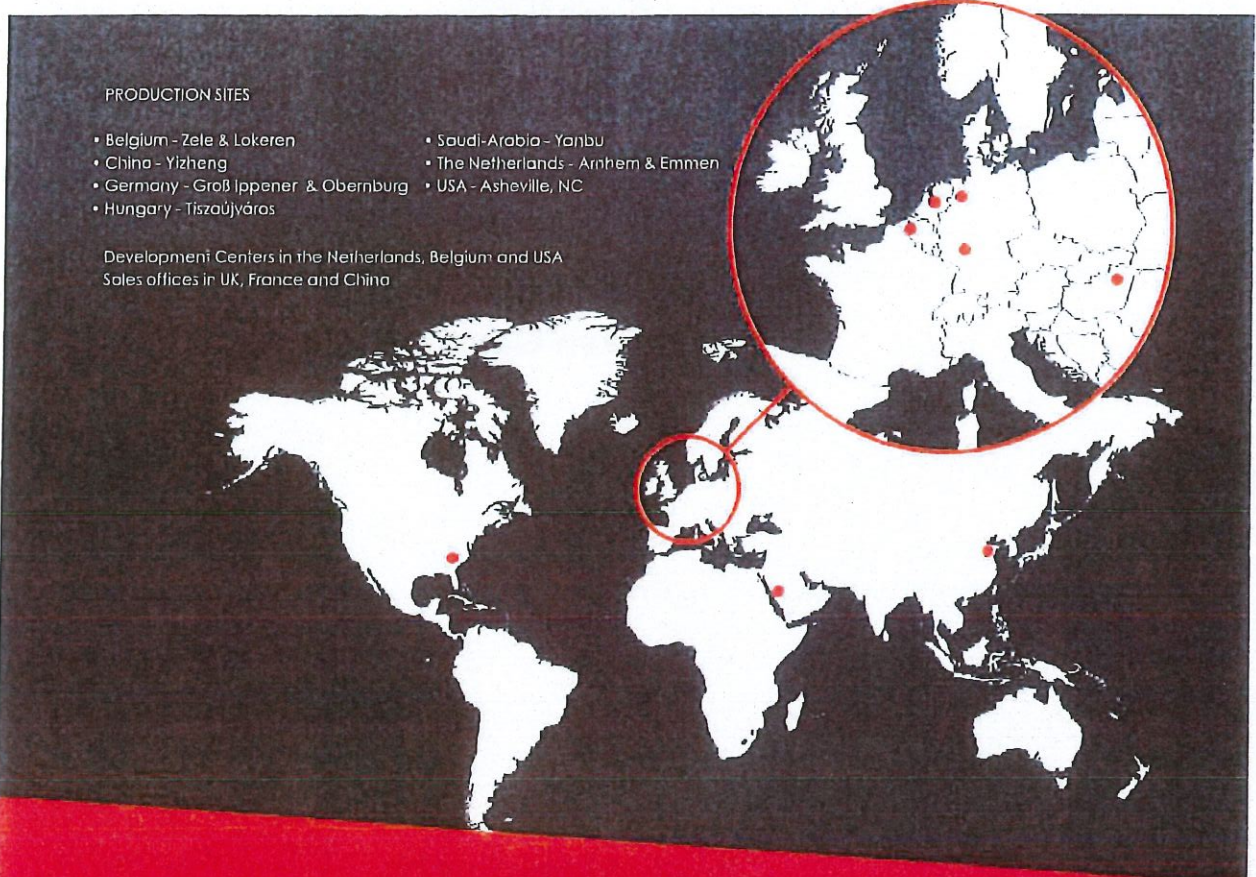 PRODUCTION SITES
• Belgium - Zele & Lokeren
• China - Yizheng
• Germany - Groß Ippener & Obernburg
• Hungary - Tiszaújváros
• Saudi-Arabia - Yanbu
• The Netherlands - Arnhem & Emmen
• USA - Asheville, NC
Development Centers in the Netherlands, Belgium and USA
Sales offices in UK, France and China